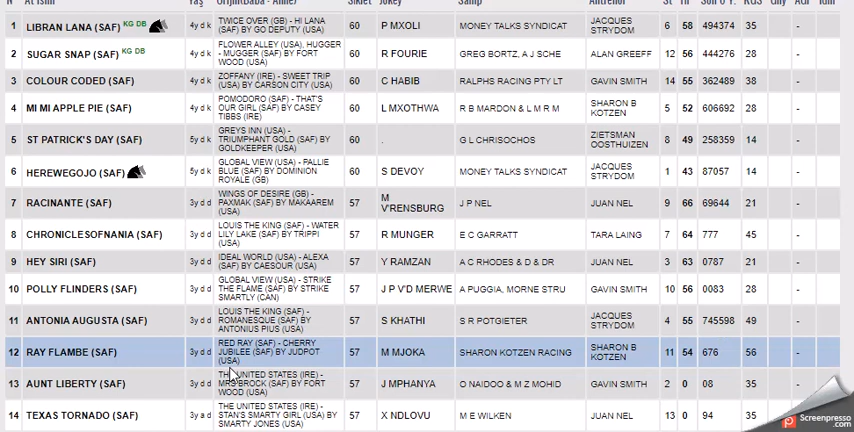 N At İsmi Yaş Orijin(Baba - Anne) Sıklet Jokey Sahip Antrenör St Hn Son 6 Y. KGS Gny
1 LIBRAN LANA (SAF) KG DB 4y d k TWICE OVER (GB) - HI LANA (SAF) BY GO DEPUTY (USA) 60 P MXOLI MONEY TALKS SYNDICAT JACQUES STRYDOM 6 58 494374 35 -
2 SUGAR SNAP (SAF) KG DB 4y d k FLOWER ALLEY (USA), HUGGER - MUGGER (SAF) BY FORT WOOD (USA) 60 R FOURIE GREG BORTZ, A J SCHE ALAN GREEFF 12 56 444276 28 -
3 COLOUR CODED (SAF) 4y d k ZOFFANY (IRE) - SWEET TRIP (USA) BY CARSON CITY (USA) 60 C HABIB RALPHS RACING PTY LT GAVIN SMITH 14 55 362489 38 -
4 MI MI APPLE PIE (SAF) 4y d k POMODORO (SAF) - THAT'S OUR GIRL (SAF) BY CASEY TIBBS (IRE) 60 L MXOTHWA R B MARDON & L M R M SHARON B KOTZEN 5 52 606692 28 -
5 ST PATRICK'S DAY (SAF) 5y d k GREYS INN (USA) - TRIUMPHANT GOLD (SAF) BY GOLDKEEPER (USA) 60 . G L CHRISOCHOS ZIETSMAN OOSTHUIZEN 8 49 258359 14 -
6 HEREWEGOJO (SAF) 5y d k GLOBAL VIEW (USA) - PALLIE BLUE (SAF) BY DOMINION ROYALE (GB) 60 S DEVOY MONEY TALKS SYNDICAT JACQUES STRYDOM 1 43 87057 14 -
7 RACINANTE (SAF) 3y d d WINGS OF DESIRE (GB) - PAXMAK (SAF) BY MAKAAREM (USA) 57 M V'RENSBURG J P NEL JUAN NEL 9 66 69644 21 -
8 CHRONICLESOFNANIA (SAF) 3y d d LOUIS THE KING (SAF) - WATER LILY LAKE (SAF) BY TRIPPI (USA) 57 R MUNGER E C GARRATT TARA LAING 7 64 777 45 -
9 HEY SIRI (SAF) 3y d d IDEAL WORLD (USA) - ALEXA (SAF) BY CAESOUR (USA) 57 Y RAMZAN A C RHODES & D & DR JUAN NEL 3 63 0787 21 -
10 POLLY FLINDERS (SAF) 3y d d GLOBAL VIEW (USA) - STRIKE THE FLAME (SAF) BY STRIKE SMARTLY (CAN) 57 J P V'D MERWE A PUGGIA, MORNE STRU GAVIN SMITH 10 56 0083 28 -
11 ANTONIA AUGUSTA (SAF) 3y d d LOUIS THE KING (SAF) - ROMANESQUE (SAF) BY ANTONIUS PIUS (USA) 57 S KHATHI S R POTGIETER JACQUES STRYDOM 4 55 745598 49 -
12 RAY FLAMBE (SAF) 3y d d RED RAY (SAF) - CHERRY JUBILEE (SAF) BY JUDPOT (USA) 57 M MJOKA SHARON KOTZEN RACING SHARON B KOTZEN 11 54 676 56 -
13 AUNT LIBERTY (SAF) 3y d d THE UNITED STATES (IRE) - MRS BROCK (SAF) BY FORT WOOD (USA) 57 J MPHANYA O NAIDOO & M Z MOHID GAVIN SMITH 2 0 08 35 -
14 TEXAS TORNADO (SAF) 3y a d THE UNITED STATES (IRE) - STAN'S SMARTY GIRL (USA) BY SMARTY JONES (USA) 57 X NDLOVU M E WILKEN JUAN NEL 13 0 94 35 -
Screenpresso
.com